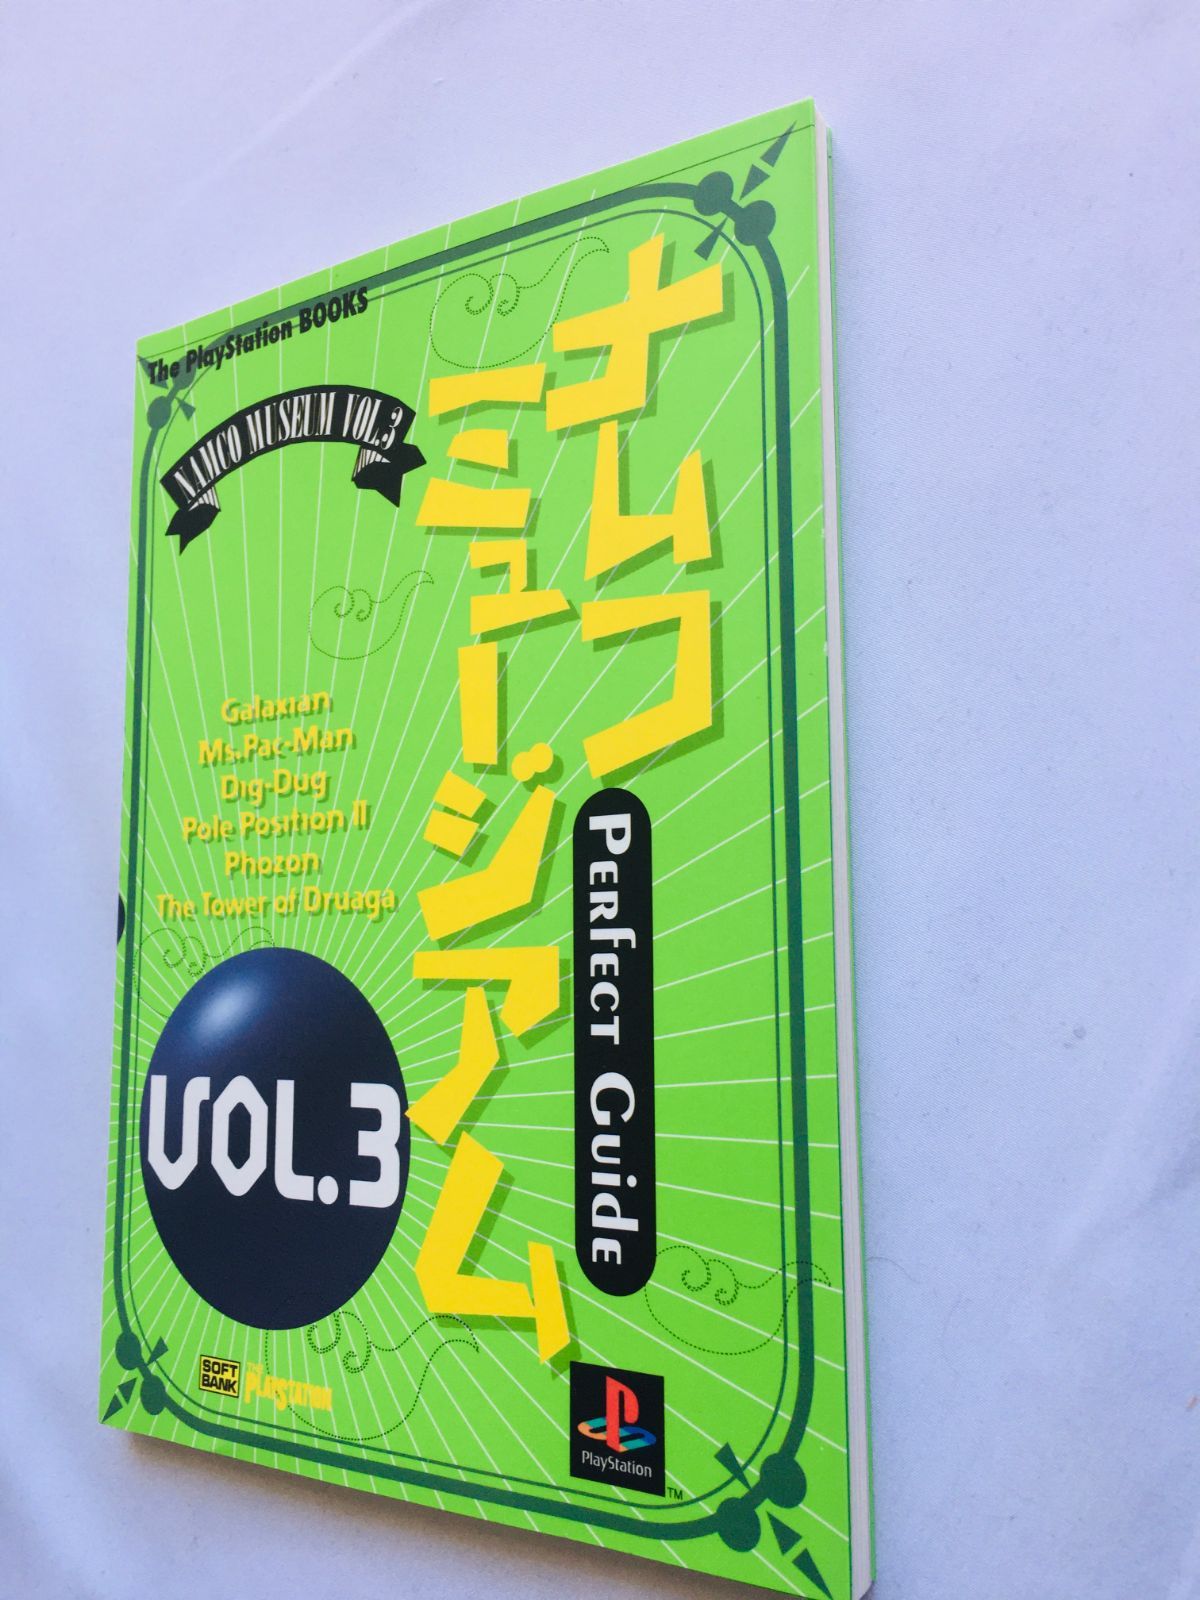 The PlayStation BOOKS
NAMCO MUSEUM VOL.3
ナムコ
ミュージアム
PERFECT GUIDE
Galaxian
Ms.Pac-Man
Dig-Dug
Pole Position II
Phozon
The Tower of Druaga
VOL.3
SOFT
BANK
THE
PLAYSTATION
PlayStation
TM